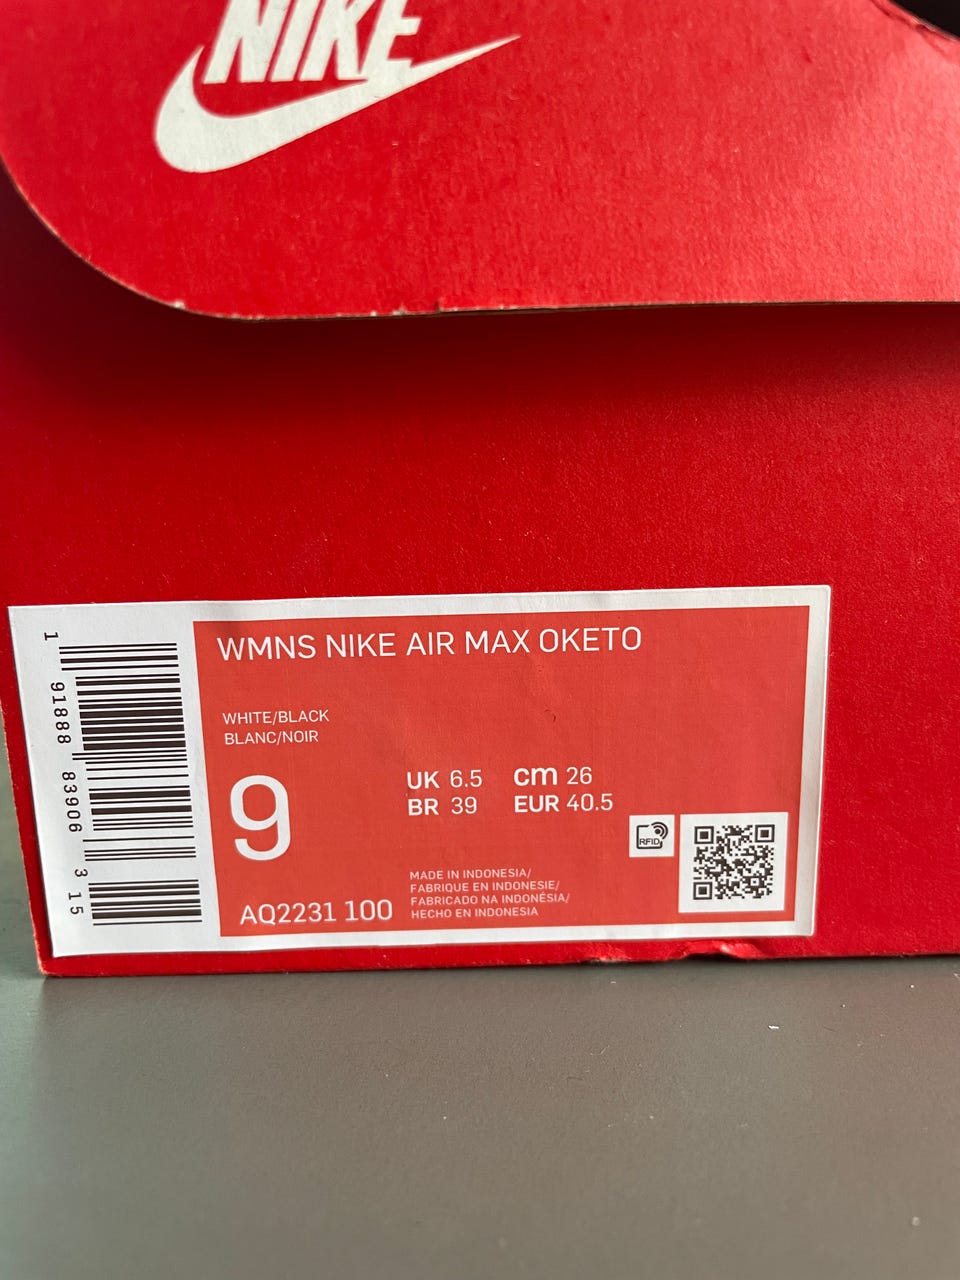 NIKE
WMNS NIKE AIR MAX OKETO
WHITE/BLACK
BLANC/NOIR
9
UK 6.5 cm 26
BR 39 EUR 40.5
RFID
AQ2231 100
MADE IN INDONESIA/
FABRIQUE EN INDONESIE/
FABRICADO NA INDONÉSIA/
HECHO EN INDONESIA
1 91888 83906 3 15